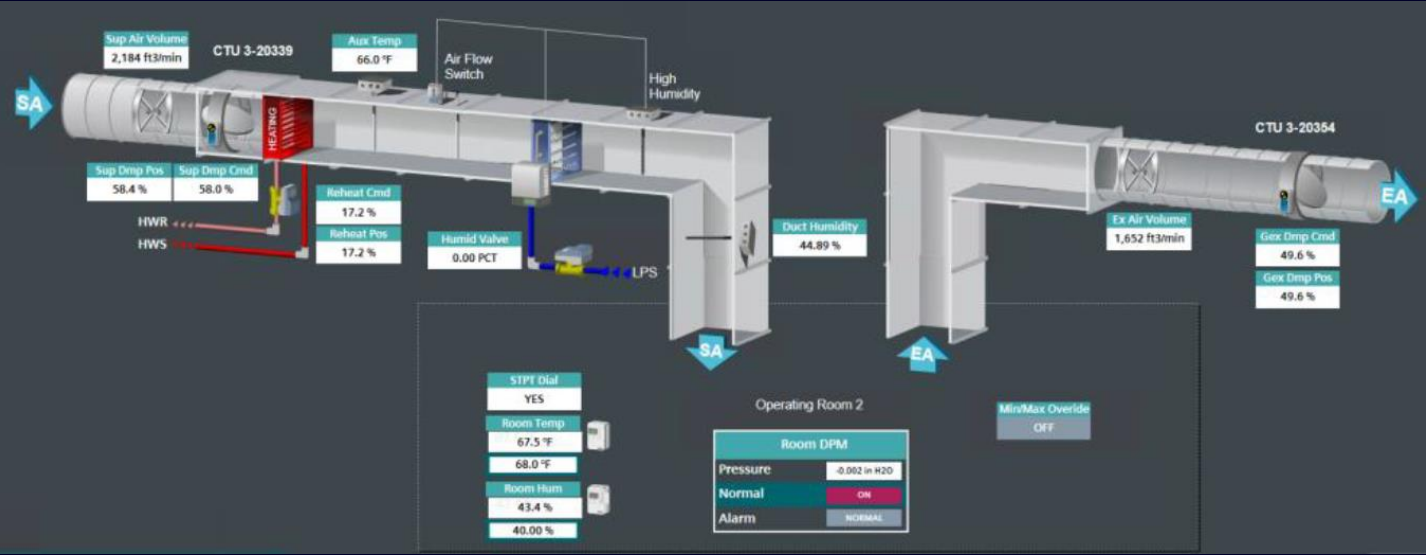 Sup Air Volume
2,184 ft3/min
CTU 3-20339
Aux Temp
66.0 °F
Air Flow
Switch
High
Humidity
SA
HEATING
CTU 3-20354
EA
Sup Dmp Pos
58.4 %
Sup Dmp Cmd
58.0 %
Reheat Cmd
17.2 %
Reheat Pos
17.2 %
HWR
HWS
Humid Valve
0.00 PCT
LPS
Duct Humidity
44.89 %
Ex Air Volume
1,652 ft3/min
Gex Dmp Cmd
49.6 %
Gex Dmp Pos
49.6 %
SA
EA
STPT Dial
YES
Room Temp
67.5 °F
68.0 °F
Room Hum
43.4 %
40.00 %
Operating Room 2
Room DPM
Pressure -0.002 in H2O
Normal ON
Alarm NORMAL
Min/Max Overide
OFF